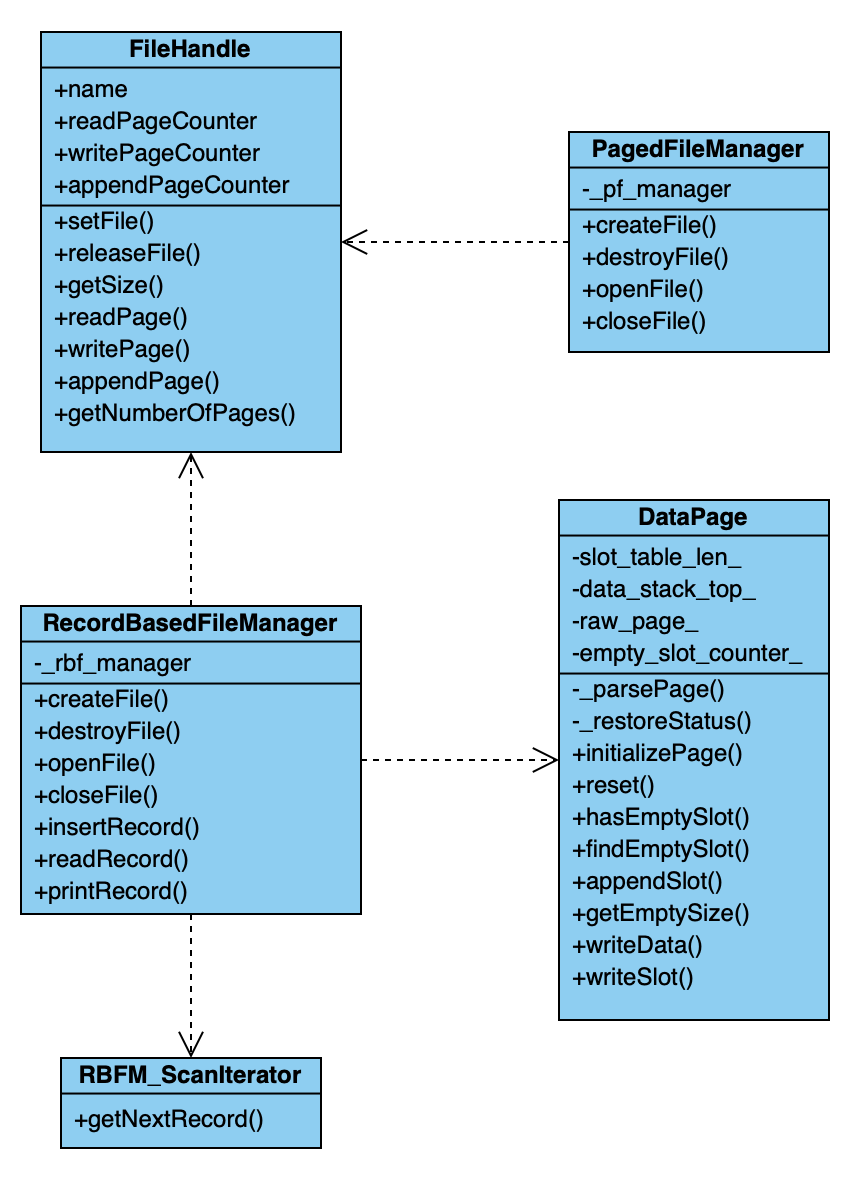 FileHandle
+name
+readPageCounter
+writePageCounter
+appendPageCounter
+setFile()
+releaseFile()
+getSize()
+readPage()
+writePage()
+appendPage()
+getNumberOfPages()
PagedFileManager
-_pf_manager
+createFile()
+destroyFile()
+openFile()
+closeFile()
RecordBasedFileManager
-_rbf_manager
+createFile()
+destroyFile()
+openFile()
+closeFile()
+insertRecord()
+readRecord()
+printRecord()
DataPage
-slot_table_len_
-data_stack_top_
-raw_page_
-empty_slot_counter_
-_parsePage()
-_restoreStatus()
+initializePage()
+reset()
+hasEmptySlot()
+findEmptySlot()
+appendSlot()
+getEmptySize()
+writeData()
+writeSlot()
RBFM_ScanIterator
+getNextRecord()